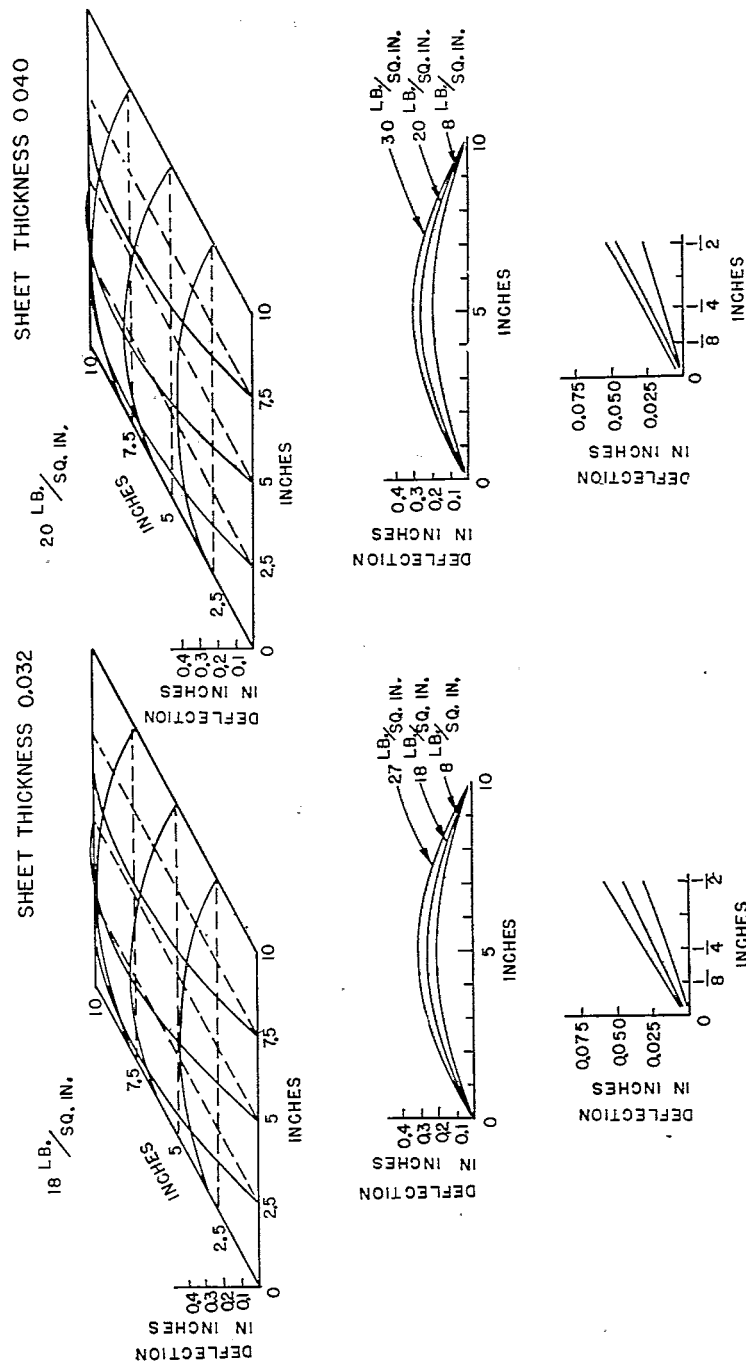 SHEET THICKNESS 0.032
18 LB./SQ. IN.
DEFLECTION
IN INCHES
0.4
0.3
0.2
0.1
INCHES
2.5
5
7.5
10
0
2.5
5
7.5
10
INCHES
SHEET THICKNESS 0 040
20 LB./SQ. IN.
DEFLECTION
IN INCHES
0.4
0.3
0.2
0.1
INCHES
2.5
5
7.5
10
0
2.5
5
7.5
10
INCHES
DEFLECTION
IN INCHES
0.4
0.3
0.2
0.1
27 LB./SQ. IN.
18 LB./SQ. IN.
8 LB./SQ. IN.
0
5
10
INCHES
DEFLECTION
IN INCHES
0.4
0.3
0.2
0.1
30 LB./SQ. IN.
20 LB./SQ. IN.
8 LB./SQ. IN.
0
5
10
INCHES
DEFLECTION
IN INCHES
0.075
0.050
0.025
0
1/8
1/4
1/2
INCHES
DEFLECTION
IN INCHES
0.075
0.050
0.025
0
1/8
1/4
1/2
INCHES